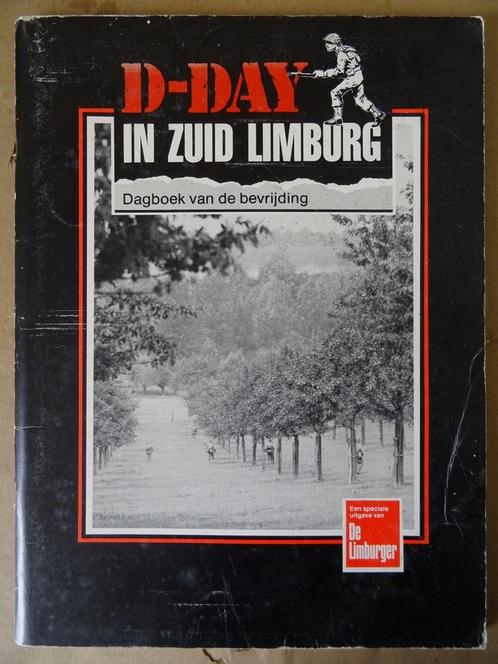 D-DAY
IN ZUID LIMBURG
Dagboek van de bevrijding
Een speciale
uitgave van
De
Limburger